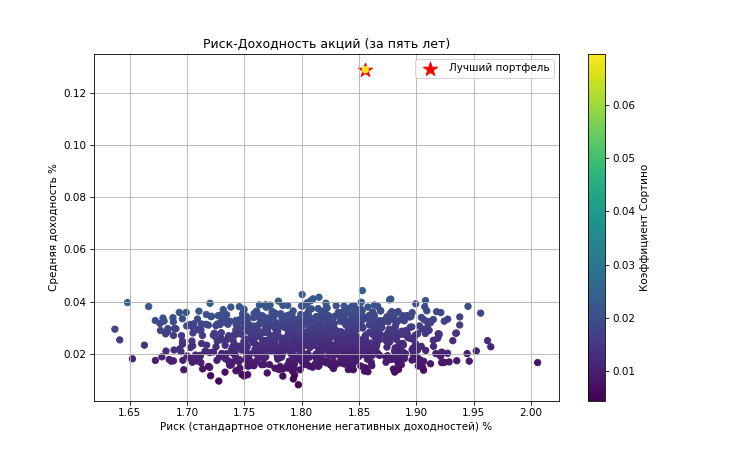 Риск-Доходность акций (за пять лет)
Лучший портфель
Средняя доходность %
0.12
0.10
0.08
0.06
0.04
0.02
1.65 1.70 1.75 1.80 1.85 1.90 1.95 2.00
Риск (стандартное отклонение негативных доходностей) %
0.06
0.05
0.04
0.03
0.02
0.01
Коэффициент Сортино